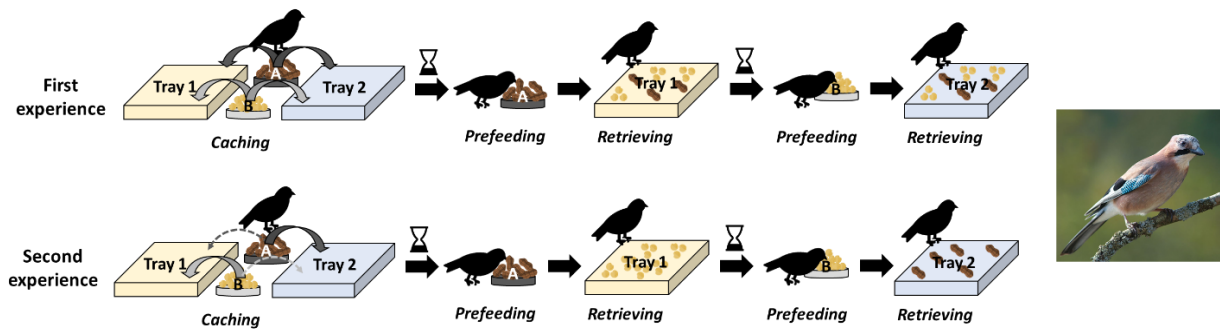 First
experience
Tray 1
A
B
Tray 2
Caching
A
Prefeeding
Tray 1
Retrieving
B
Prefeeding
Tray 2
Retrieving
Second
experience
Tray 1
A
B
Tray 2
Caching
A
Prefeeding
Tray 1
Retrieving
B
Prefeeding
Tray 2
Retrieving